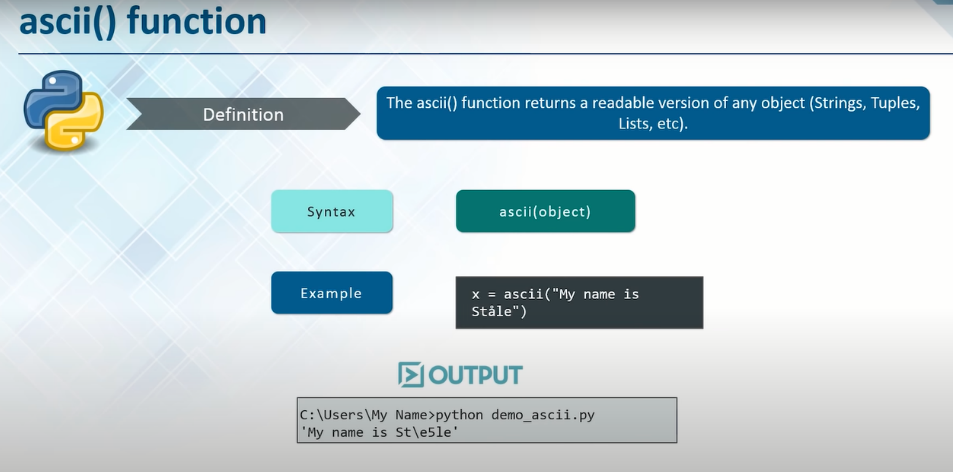 ascii() function
Definition
The ascii() function returns a readable version of any object (Strings, Tuples,
Lists, etc).
Syntax
ascii(object)
Example
x = ascii("My name is
Ståle")
OUTPUT
C:\Users\My Name>python demo_ascii.py
'My name is St\e5le'